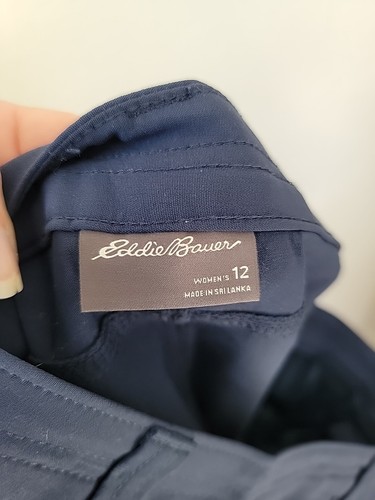 Eddie Bauer
WOMEN'S 12
MADE IN SRI LANKA